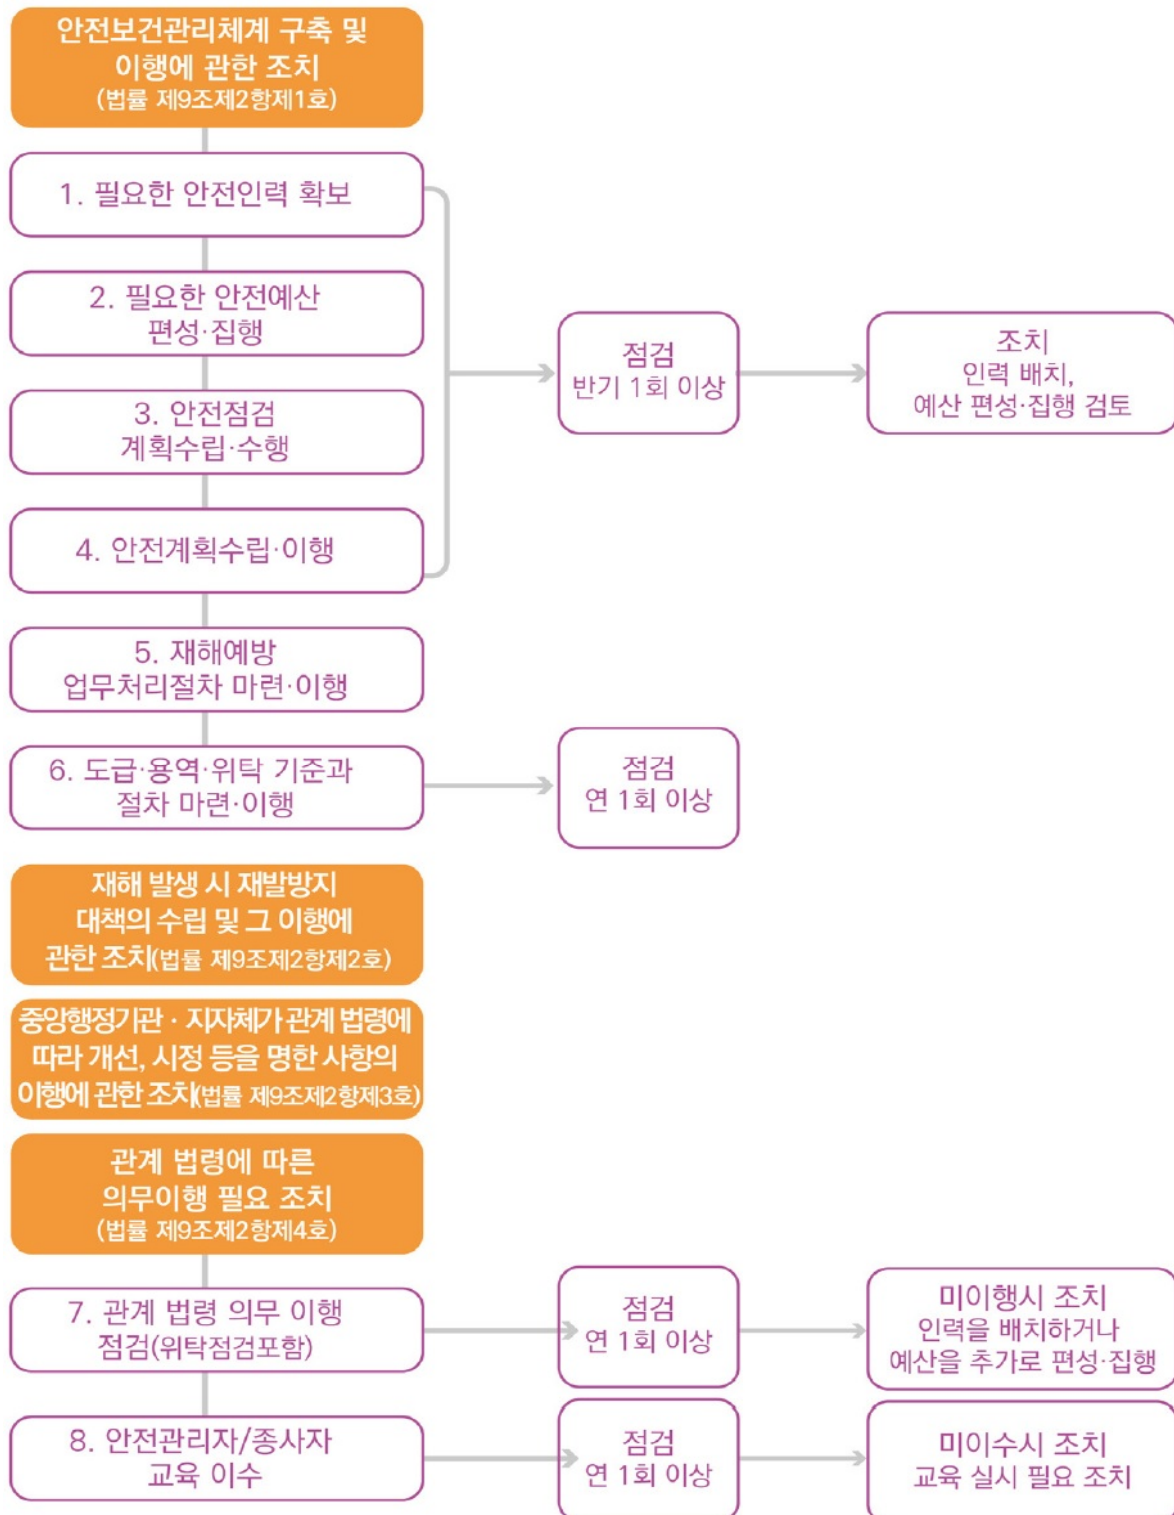 안전보건관리체계 구축 및
이행에 관한 조치
(법률 제9조제2항제1호)
1. 필요한 안전인력 확보
2. 필요한 안전예산
편성·집행
3. 안전점검
계획수립·수행
4. 안전계획수립·이행
점검
반기 1회 이상
조치
인력 배치,
예산 편성·집행 검토
5. 재해예방
업무처리절차 마련·이행
6. 도급·용역·위탁 기준과
절차 마련·이행
점검
연 1회 이상
재해 발생 시 재발방지
대책의 수립 및 그 이행에
관한 조치(법률 제9조제2항제2호)
중앙행정기관·지자체가 관계 법령에
따라 개선, 시정 등을 명한 사항의
이행에 관한 조치(법률 제9조제2항제3호)
관계 법령에 따른
의무이행 필요 조치
(법률 제9조제2항제4호)
7. 관계 법령 의무 이행
점검(위탁점검포함)
점검
연 1회 이상
미이행시 조치
인력을 배치하거나
예산을 추가로 편성·집행
8. 안전관리자/종사자
교육 이수
점검
연 1회 이상
미이수시 조치
교육 실시 필요 조치